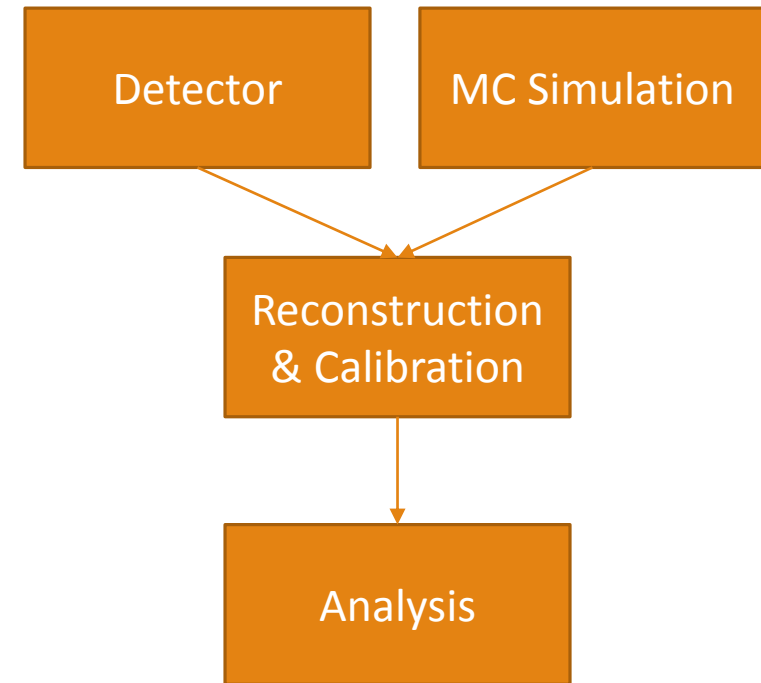 Detector
MC Simulation
Reconstruction
& Calibration
Analysis